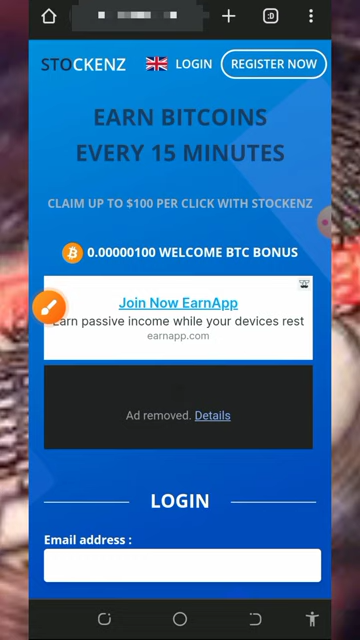 :D
STOCKENZ
LOGIN
REGISTER NOW
EARN BITCOINS
EVERY 15 MINUTES
CLAIM UP TO $100 PER CLICK WITH STOCKENZ
0.00000100 WELCOME BTC BONUS
Join Now EarnApp
Earn passive income while your devices rest
earnapp.com
Ad removed. Details
LOGIN
Email address :